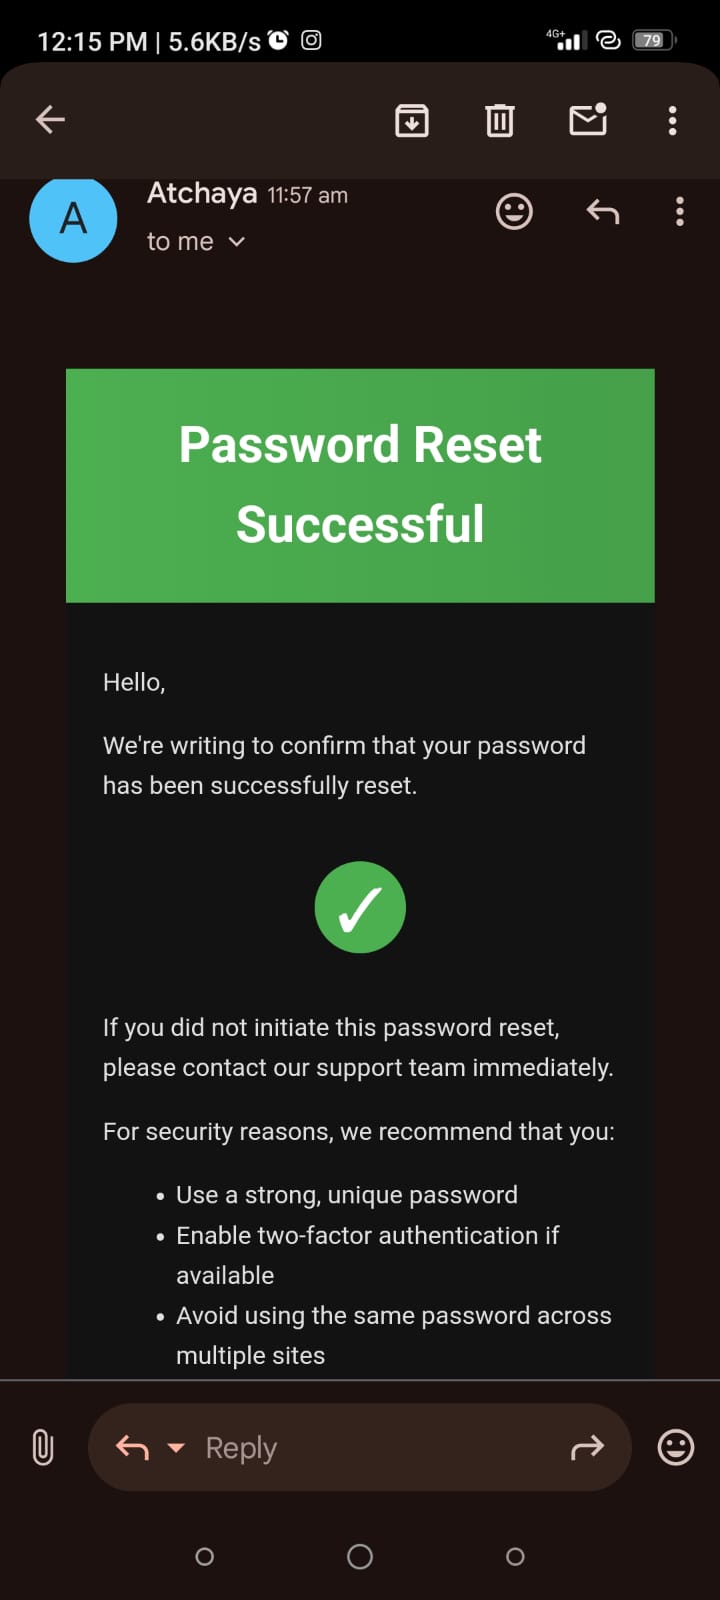 12:15 PM | 5.6KB/s 4G+ 79
A
Atchaya 11:57 am
to me
Password Reset
Successful
Hello,
We're writing to confirm that your password
has been successfully reset.
If you did not initiate this password reset,
please contact our support team immediately.
For security reasons, we recommend that you:
• Use a strong, unique password
• Enable two-factor authentication if
available
• Avoid using the same password across
multiple sites
Reply